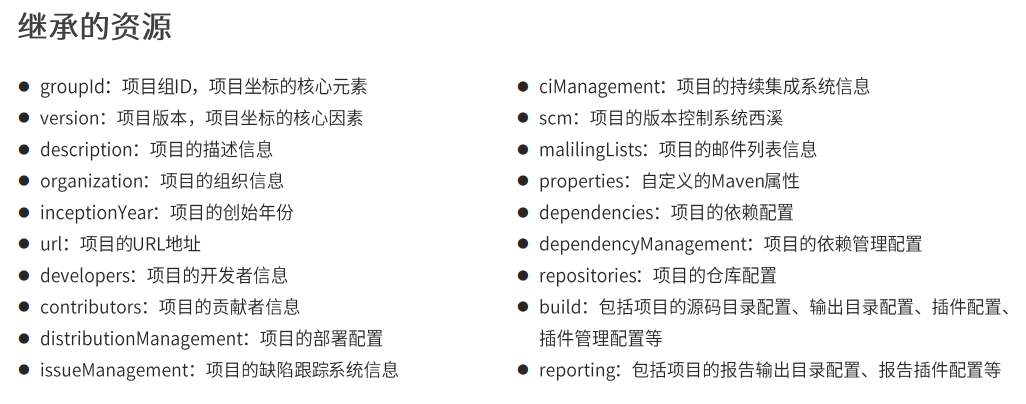 继承的资源
● groupId：项目组ID，项目坐标的核心元素
● version：项目版本，项目坐标的核心因素
● description：项目的描述信息
● organization：项目的组织信息
● inceptionYear：项目的创始年份
● url：项目的URL地址
● developers：项目的开发者信息
● contributors：项目的贡献者信息
● distributionManagement：项目的部署配置
● issueManagement：项目的缺陷跟踪系统信息
● ciManagement：项目的持续集成系统信息
● scm：项目的版本控制系统西溪
● malilingLists：项目的邮件列表信息
● properties：自定义的Maven属性
● dependencies：项目的依赖配置
● dependencyManagement：项目的依赖管理配置
● repositories：项目的仓库配置
● build：包括项目的源码目录配置、输出目录配置、插件配置、
插件管理配置等
● reporting：包括项目的报告输出目录配置、报告插件配置等